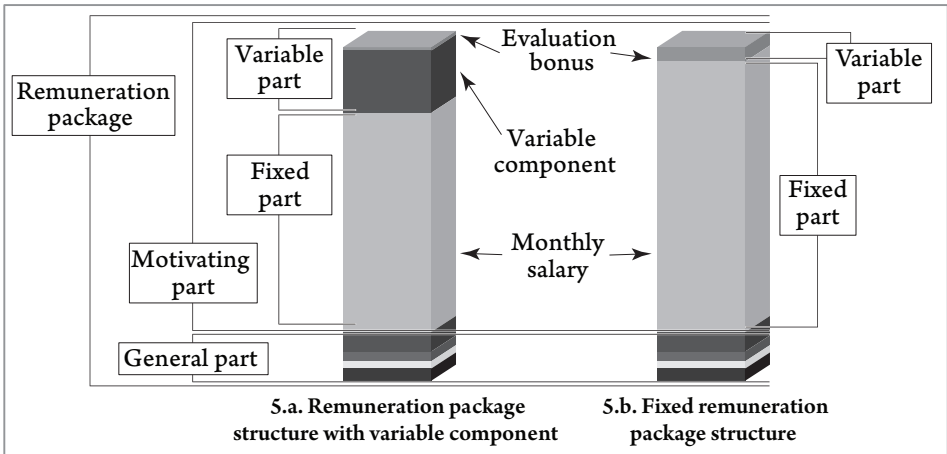 Variable
part
Evaluation
bonus
Variable
part
Remuneration
package
Variable
component
Fixed
part
Fixed
part
Monthly
salary
Motivating
part
General part
5.a. Remuneration package
structure with variable component
5.b. Fixed remuneration
package structure